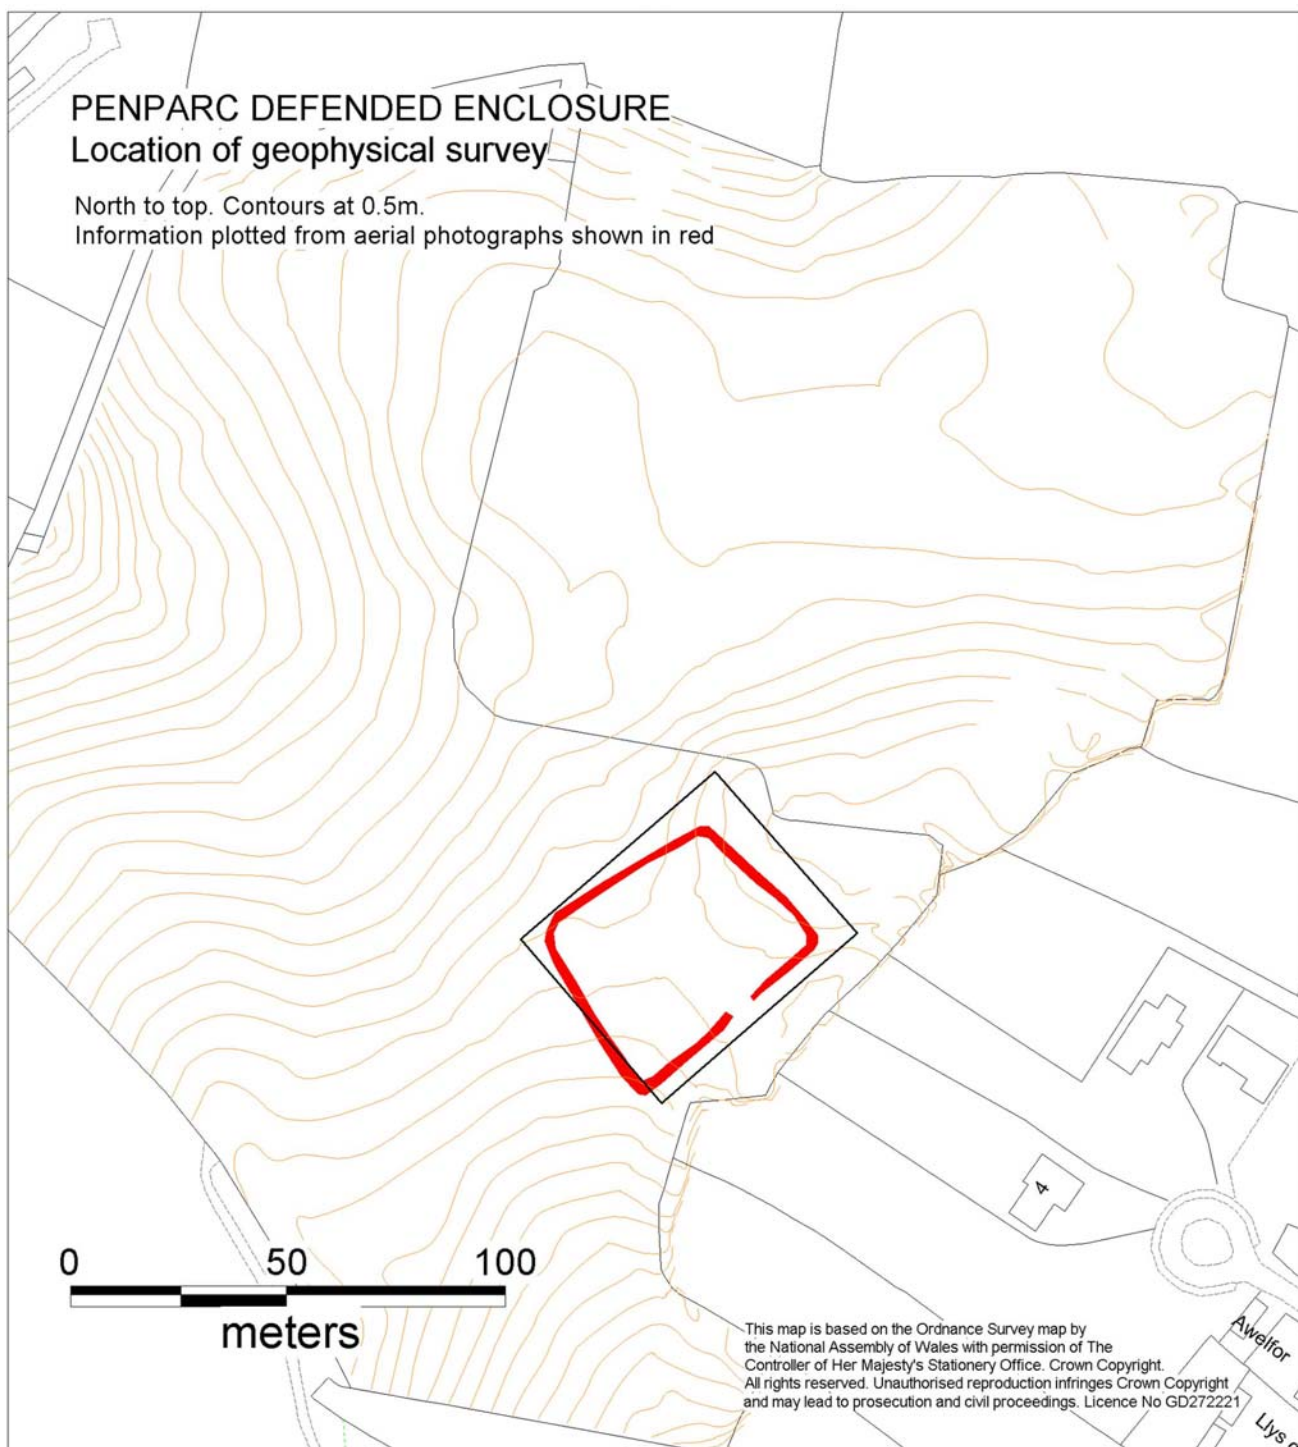 PENPARC DEFENDED ENCLOSURE
Location of geophysical survey
North to top. Contours at 0.5m.
Information plotted from aerial photographs shown in red
4
0 50 100
meters
This map is based on the Ordnance Survey map by
the National Assembly of Wales with permission of The
Controller of Her Majesty's Stationery Office. Crown Copyright.
All rights reserved. Unauthorised reproduction infringes Crown Copyright
and may lead to prosecution and civil proceedings. Licence No GD272221
Awelfor
Llys